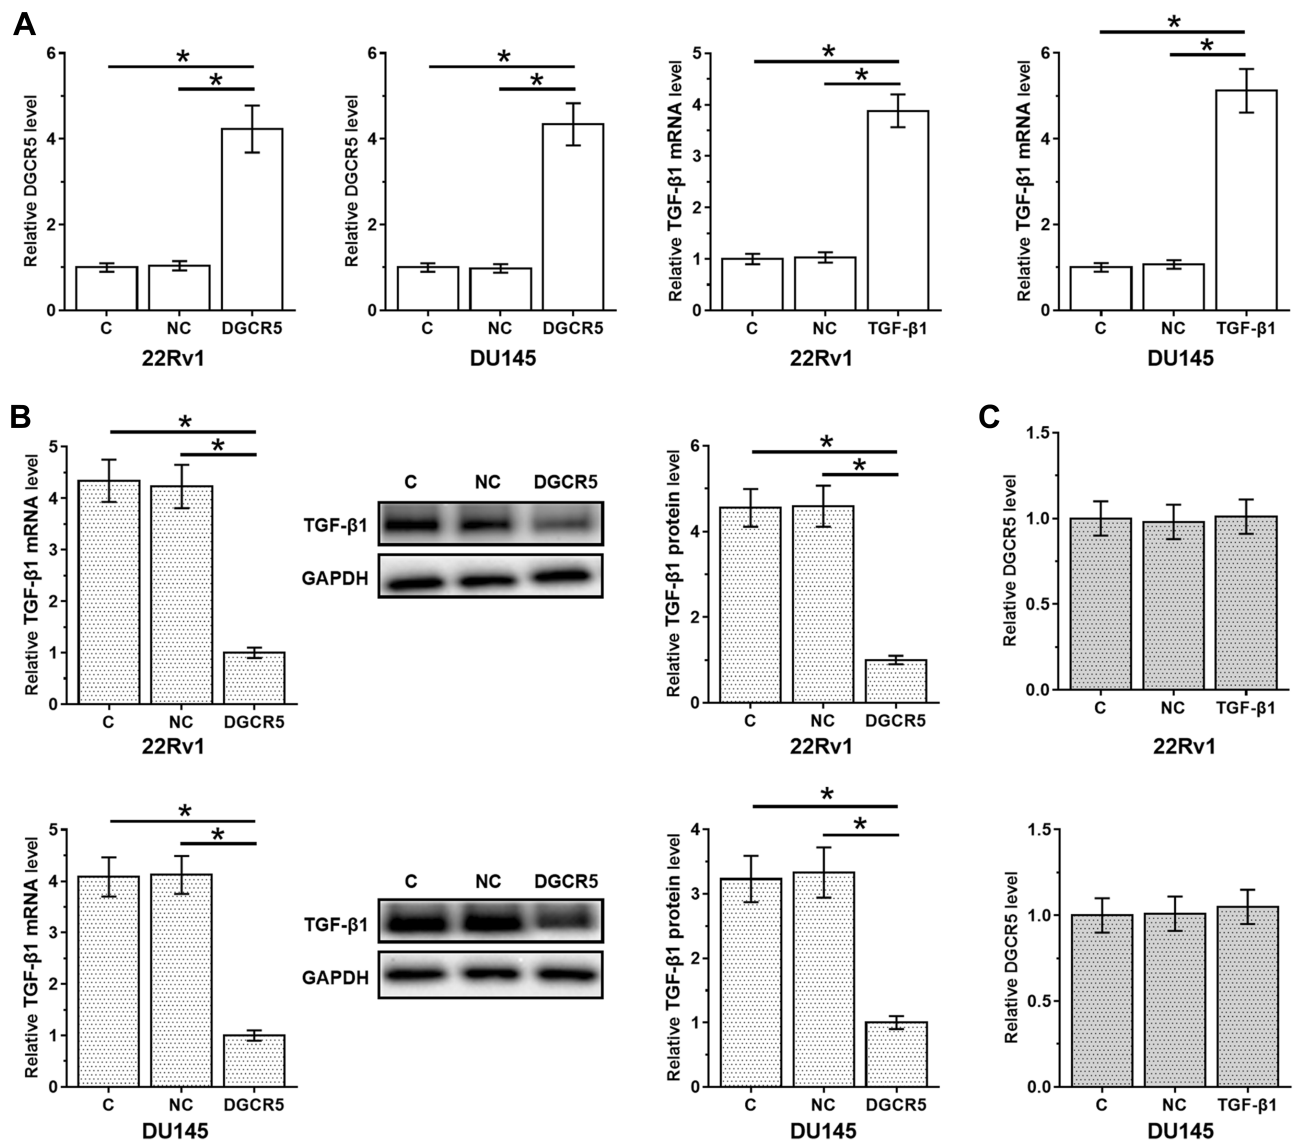 A
Relative DGCR5 level
6
4
2
0
*
*
C NC DGCR5
22Rv1
Relative DGCR5 level
6
4
2
0
*
*
C NC DGCR5
DU145
Relative TGF-β1 mRNA level
5
4
3
2
1
0
*
*
C NC TGF-β1
22Rv1
Relative TGF-β1 mRNA level
6
4
2
0
*
*
C NC TGF-β1
DU145
B
Relative TGF-β1 mRNA level
5
4
3
2
1
0
*
*
C NC DGCR5
22Rv1
C NC DGCR5
TGF-β1
GAPDH
Relative TGF-β1 protein level
6
4
2
0
*
*
C NC DGCR5
22Rv1
Relative TGF-β1 mRNA level
5
4
3
2
1
0
*
*
C NC DGCR5
DU145
C NC DGCR5
TGF-β1
GAPDH
Relative TGF-β1 protein level
4
3
2
1
0
*
*
C NC DGCR5
DU145
C
Relative DGCR5 level
1.5
1.0
0.5
0.0
C NC TGF-β1
22Rv1
Relative DGCR5 level
1.5
1.0
0.5
0.0
C NC TGF-β1
DU145